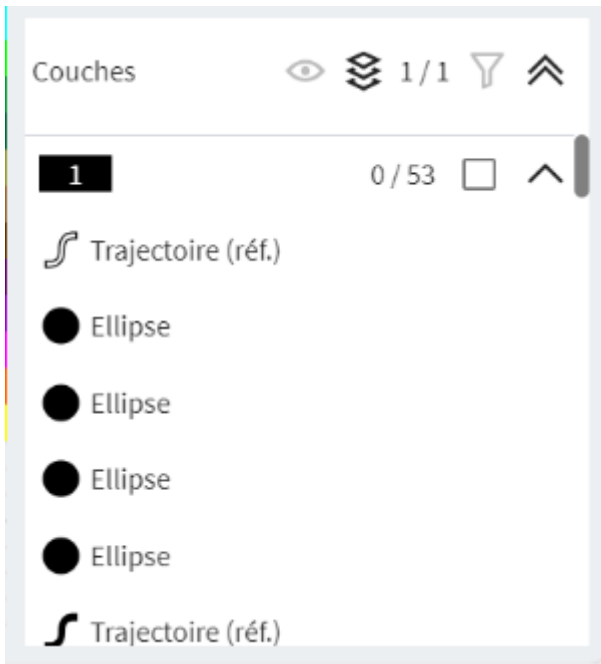 Couches 1 / 1
1 0 / 53
Trajectoire (réf.)
Ellipse
Ellipse
Ellipse
Ellipse
Trajectoire (réf.)